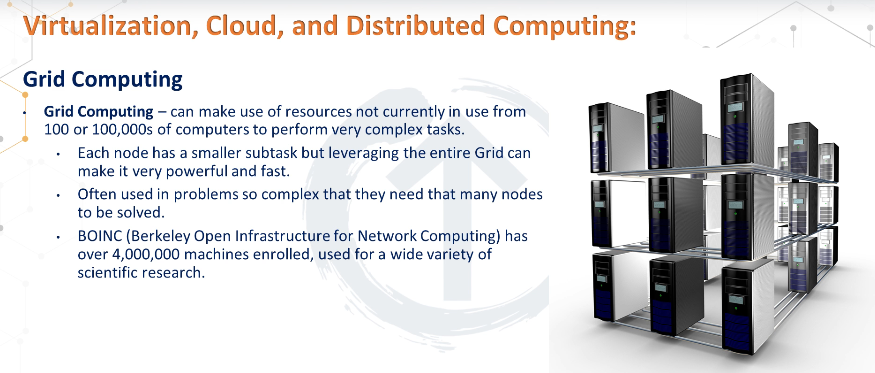 Virtualization, Cloud, and Distributed Computing:
Grid Computing
• Grid Computing – can make use of resources not currently in use from
100 or 100,000s of computers to perform very complex tasks.
• Each node has a smaller subtask but leveraging the entire Grid can
make it very powerful and fast.
• Often used in problems so complex that they need that many nodes
to be solved.
• BOINC (Berkeley Open Infrastructure for Network Computing) has
over 4,000,000 machines enrolled, used for a wide variety of
scientific research.